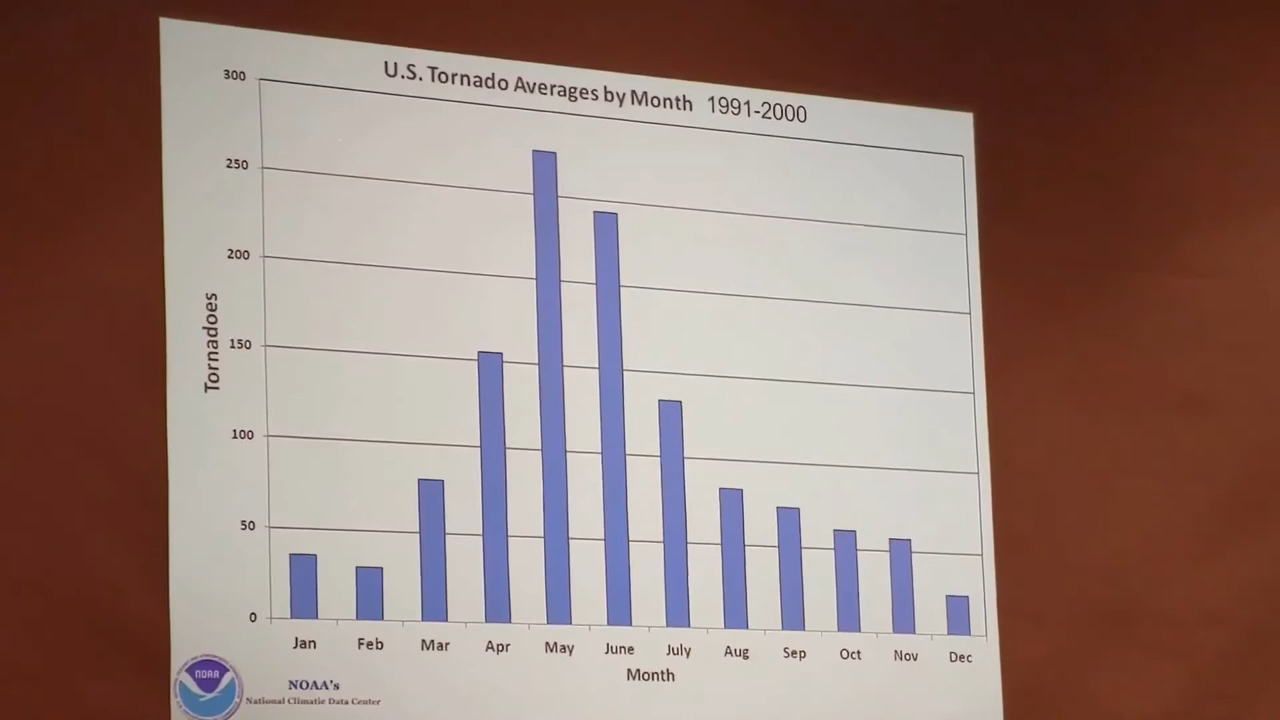 U.S. Tornado Averages by Month 1991-2000
300
250
200
150
100
50
0
Tornadoes
Jan Feb Mar Apr May June July Aug Sep Oct Nov Dec
Month
NOAA
NOAA's
National Climatic Data Center